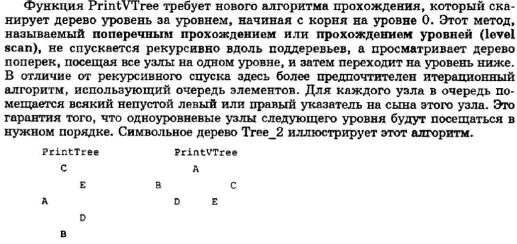 Функция PrintVTree требует нового алгоритма прохождения, который ска-
нирует дерево уровень за уровнем, начиная с корня на уровне 0. Этот метод,
называемый поперечным прохождением или прохождением уровней (level
scan), не спускается рекурсивно вдоль поддеревьев, а просматривает дерево
поперек, посещая все узлы на одном уровне, и затем переходит на уровень ниже.
В отличие от рекурсивного спуска здесь более предпочтителен итерационный
алгоритм, использующий очередь элементов. Для каждого узла в очередь по-
мещается всякий непустой левый или правый указатель на сына этого узла. Это
гарантия того, что одноуровневые узлы следующего уровня будут посещаться в
нужном порядке. Символьное дерево Tree_2 иллюстрирует этот алгоритм.
PrintTree PrintVTree
C A
E B C
A D E
D
B